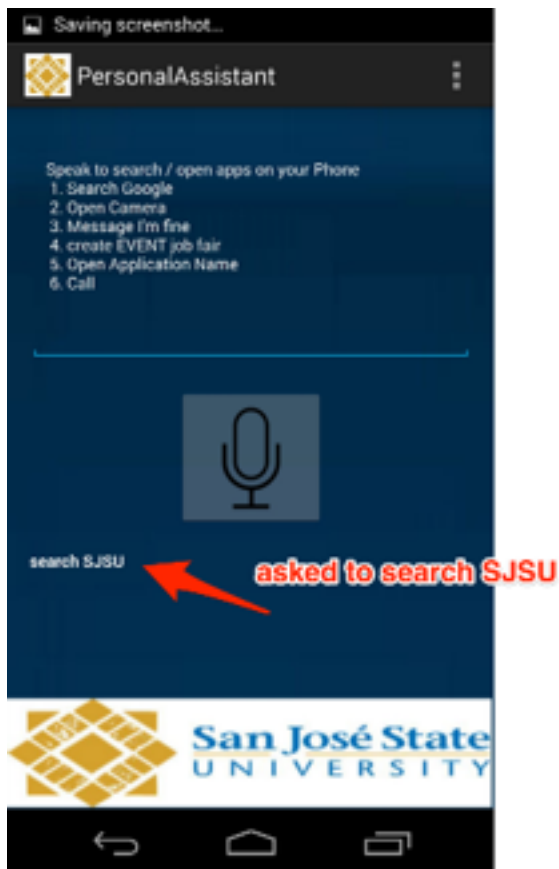 Saving screenshot...
PersonalAssistant
Speak to search / open apps on your Phone
1. Search Google
2. Open Camera
3. Message I'm fine
4. create EVENT job fair
5. Open Application Name
6. Call
search SJSU
asked to search SJSU
San José State
UNIVERSITY